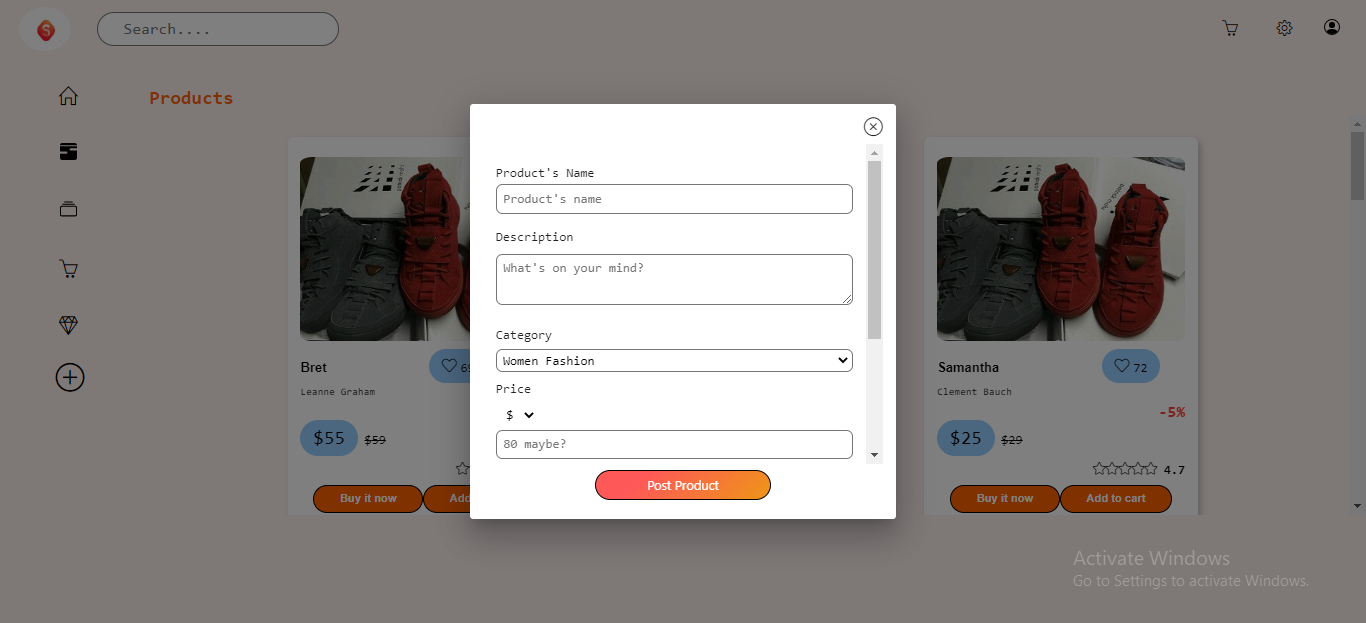 S
Search....
Products
Product's Name
Product's name
Description
What's on your mind?
Category
Women Fashion
Price
$
80 maybe?
Post Product
Bret
Leanne Graham
$55 $59
Buy it now
Samantha
72
Clement Bauch
-5%
$25 $29
4.7
Buy it now Add to cart
Activate Windows
Go to Settings to activate Windows.